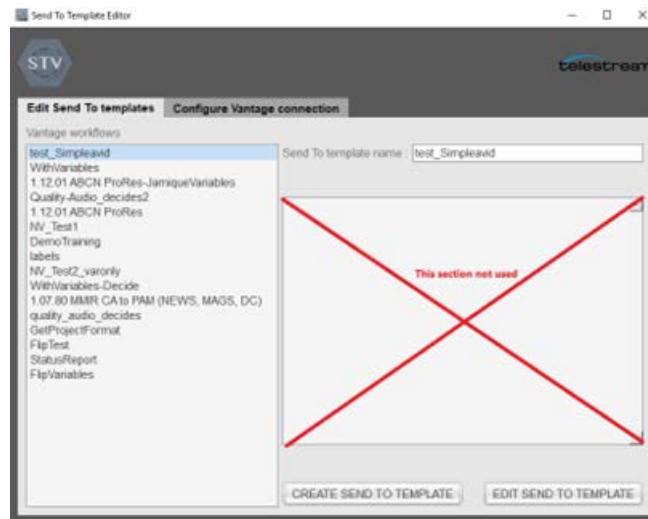 Send To Template Editor
STV
telestream
Edit Send To templates
Configure Vantage connection
Vantage workflows
test_Simpleavid
WithVariables
1.12.01 ABCN ProRes-JamiqueVariables
Quality-Audio_decides2
1.12.01 ABCN ProRes
NV_Test1
DemoTraining
labels
NV_Test2_varonly
WithVariables-Decide
1.07.80 MMIR CA to PAM (NEWS, MAGS, DC)
quality_audio_decides
GetProjectFormat
FlipTest
StatusReport
FlipVariables
Send To template name : test_Simpleavid
This section not used
CREATE SEND TO TEMPLATE
EDIT SEND TO TEMPLATE